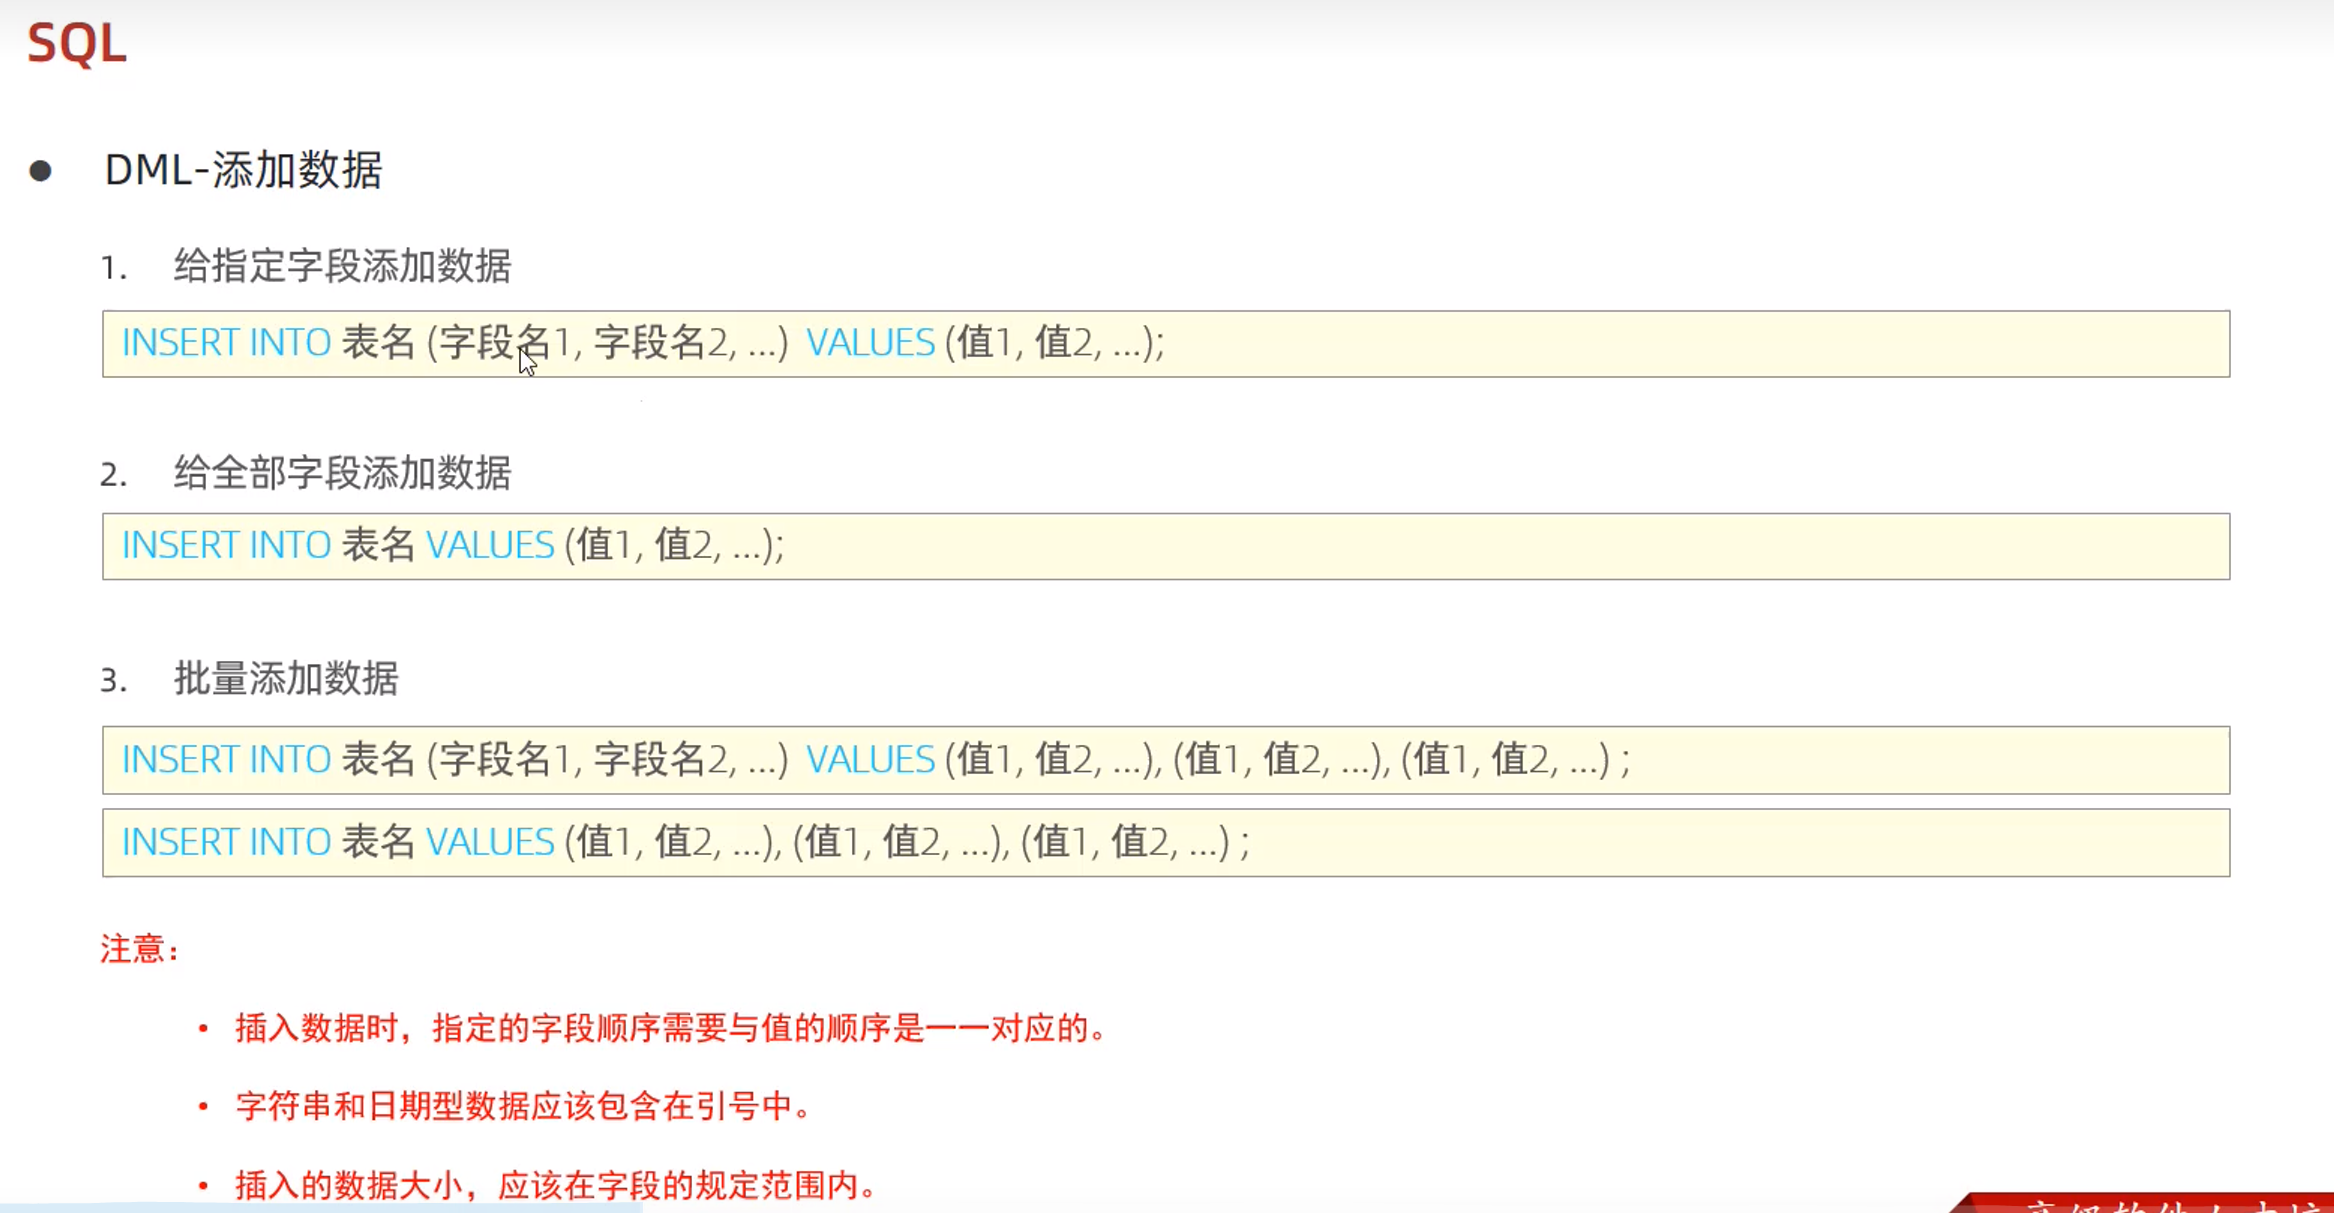 SQL
DML-添加数据
1. 给指定字段添加数据
INSERT INTO 表名 (字段名1, 字段名2, ...) VALUES (值1, 值2, ...);
2. 给全部字段添加数据
INSERT INTO 表名 VALUES (值1, 值2, ...);
3. 批量添加数据
INSERT INTO 表名 (字段名1, 字段名2, ...) VALUES (值1, 值2, ...), (值1, 值2, ...), (值1, 值2, ...) ;
INSERT INTO 表名 VALUES (值1, 值2, ...), (值1, 值2, ...), (值1, 值2, ...) ;
注意：
• 插入数据时，指定的字段顺序需要与值的顺序是一一对应的。
• 字符串和日期型数据应该包含在引号中。
• 插入的数据大小，应该在字段的规定范围内。